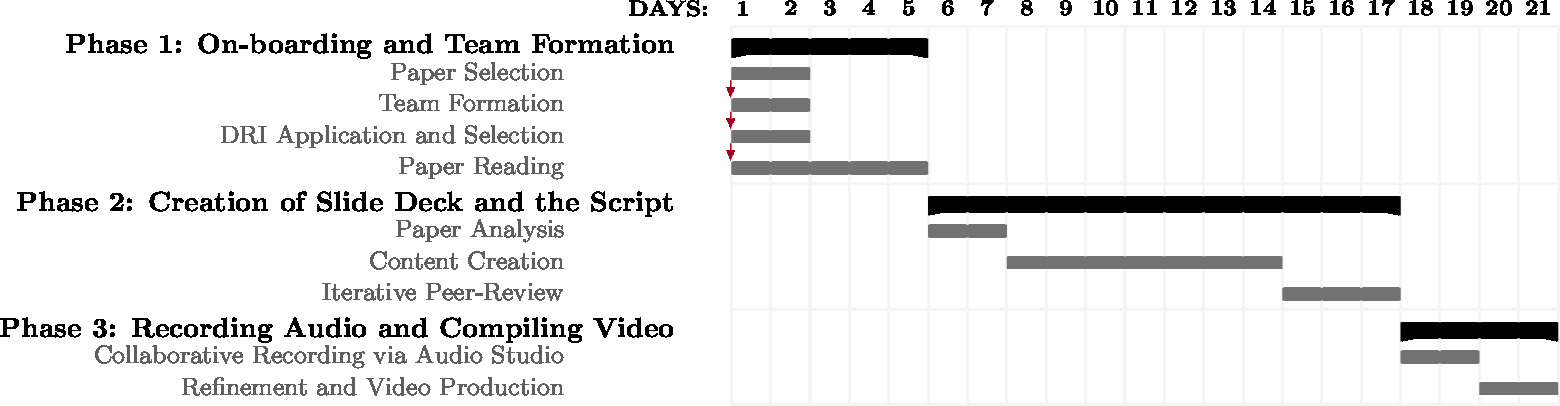 DAYS: 1 2 3 4 5 6 7 8 9 10 11 12 13 14 15 16 17 18 19 20 21
Phase 1: On-boarding and Team Formation
Paper Selection
Team Formation
DRI Application and Selection
Paper Reading
Phase 2: Creation of Slide Deck and the Script
Paper Analysis
Content Creation
Iterative Peer-Review
Phase 3: Recording Audio and Compiling Video
Collaborative Recording via Audio Studio
Refinement and Video Production